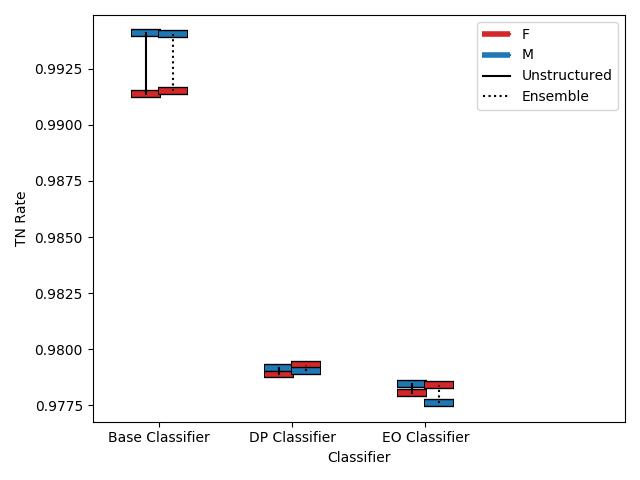 F
M
Unstructured
Ensemble
TN Rate
0.9925
0.9900
0.9875
0.9850
0.9825
0.9800
0.9775
Base Classifier
DP Classifier
EO Classifier
Classifier